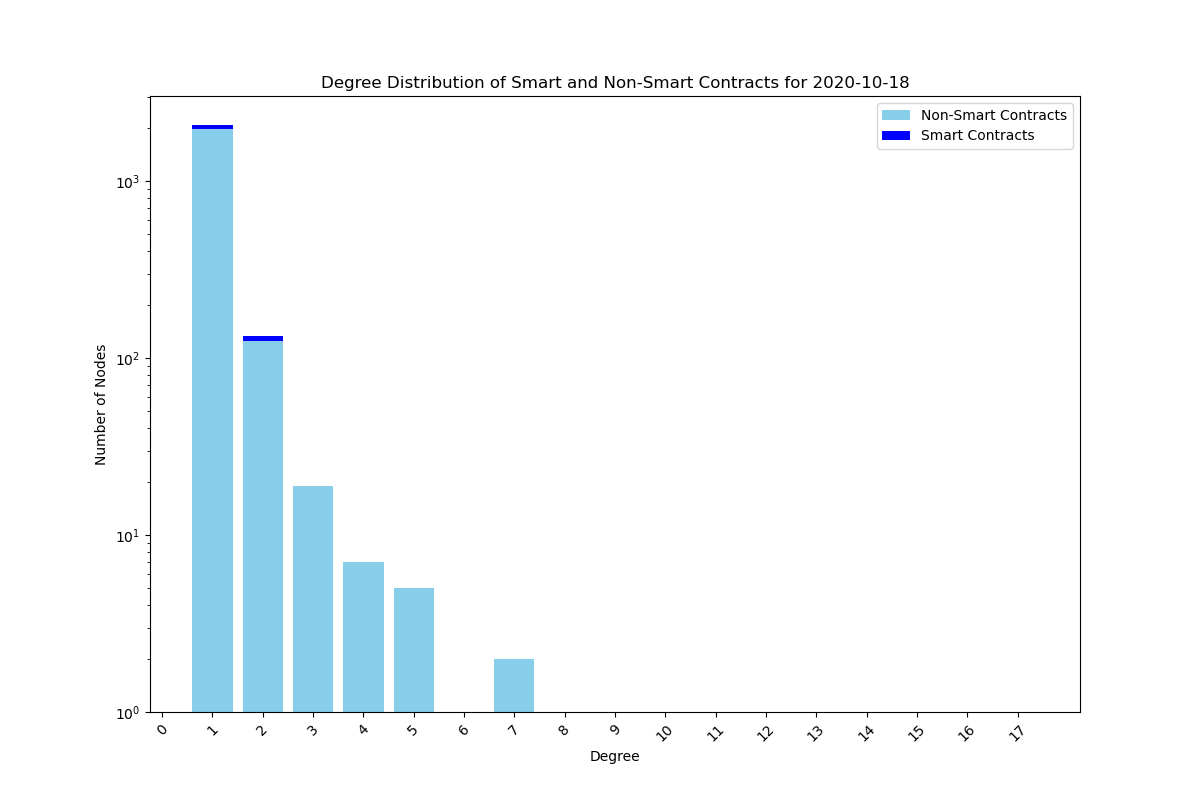 Degree Distribution of Smart and Non-Smart Contracts for 2020-10-18
Non-Smart Contracts
Smart Contracts
10³
10²
10¹
10⁰
Number of Nodes
0 1 2 3 4 5 6 7 8 9 10 11 12 13 14 15 16 17
Degree